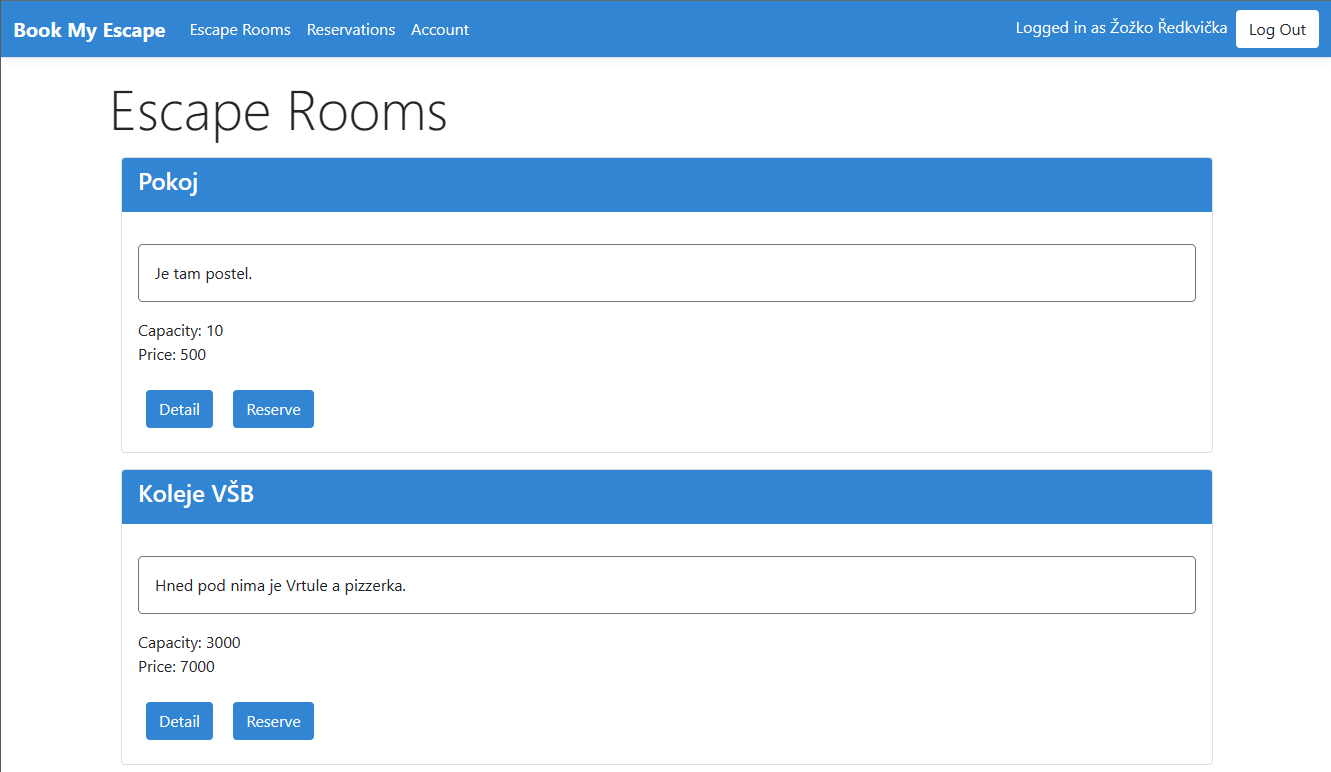 Book My Escape Escape Rooms Reservations Account Logged in as Žožko Ředkvička Log Out
Escape Rooms
Pokoj
Je tam postel.
Capacity: 10
Price: 500
Detail Reserve
Koleje VŠB
Hned pod nima je Vrtule a pizzerka.
Capacity: 3000
Price: 7000
Detail Reserve